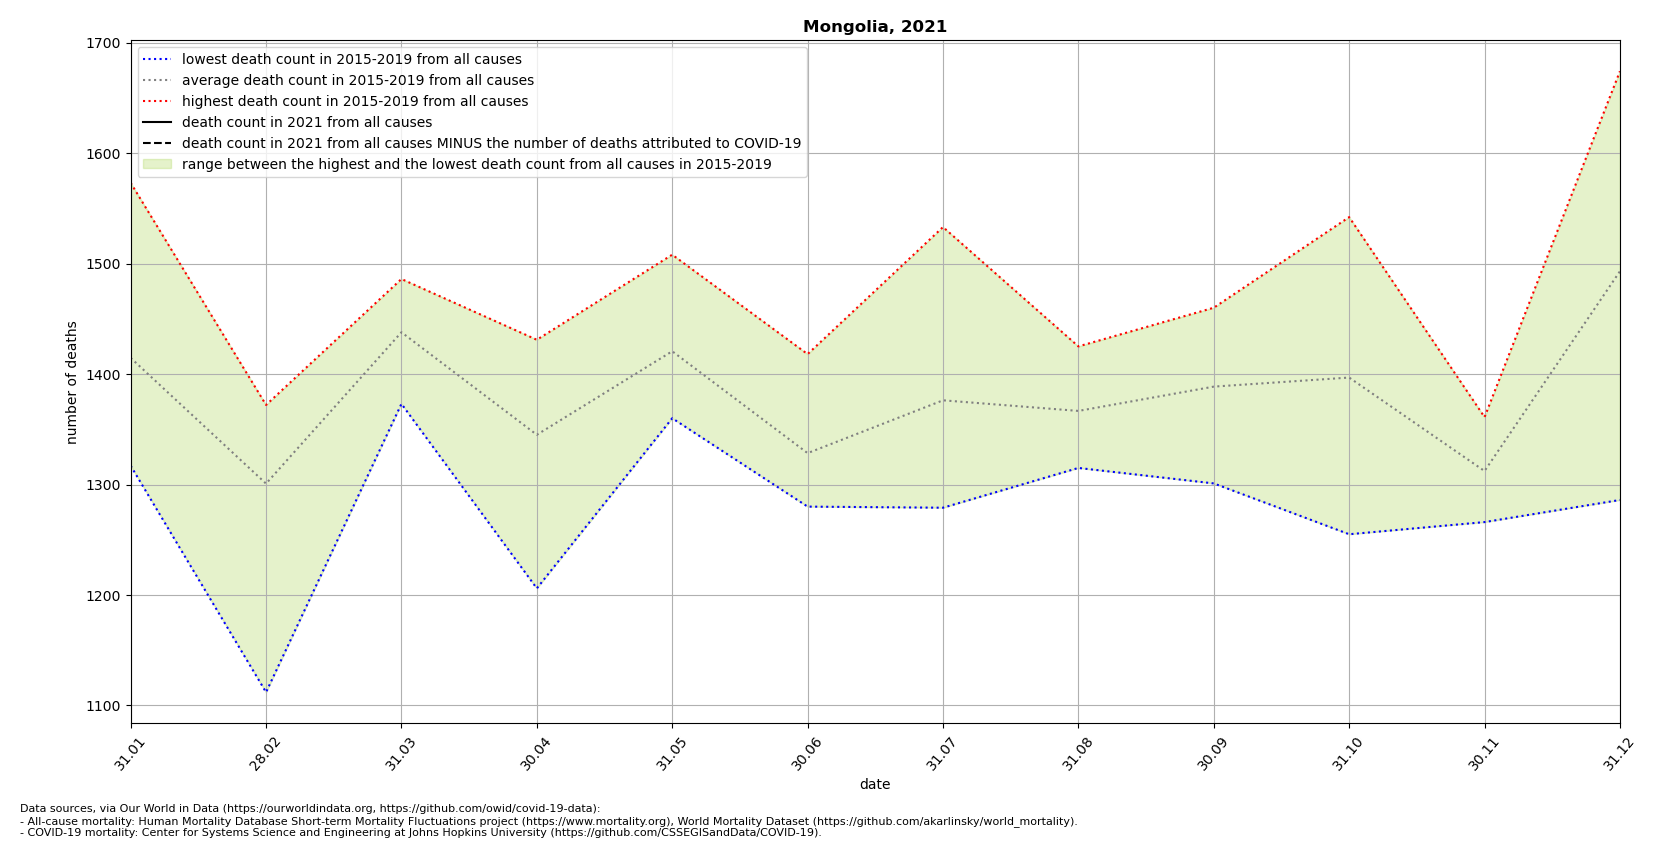 Mongolia, 2021
1700
1600
1500
1400
1300
1200
1100
number of deaths
lowest death count in 2015-2019 from all causes
average death count in 2015-2019 from all causes
highest death count in 2015-2019 from all causes
death count in 2021 from all causes
death count in 2021 from all causes MINUS the number of deaths attributed to COVID-19
range between the highest and the lowest death count from all causes in 2015-2019
31.01
28.02
31.03
30.04
31.05
30.06
31.07
31.08
30.09
31.10
30.11
31.12
date
Data sources, via Our World in Data (https://ourworldindata.org, https://github.com/owid/covid-19-data):
- All-cause mortality: Human Mortality Database Short-term Mortality Fluctuations project (https://www.mortality.org), World Mortality Dataset (https://github.com/akarlinsky/world_mortality).
- COVID-19 mortality: Center for Systems Science and Engineering at Johns Hopkins University (https://github.com/CSSEGISandData/COVID-19).